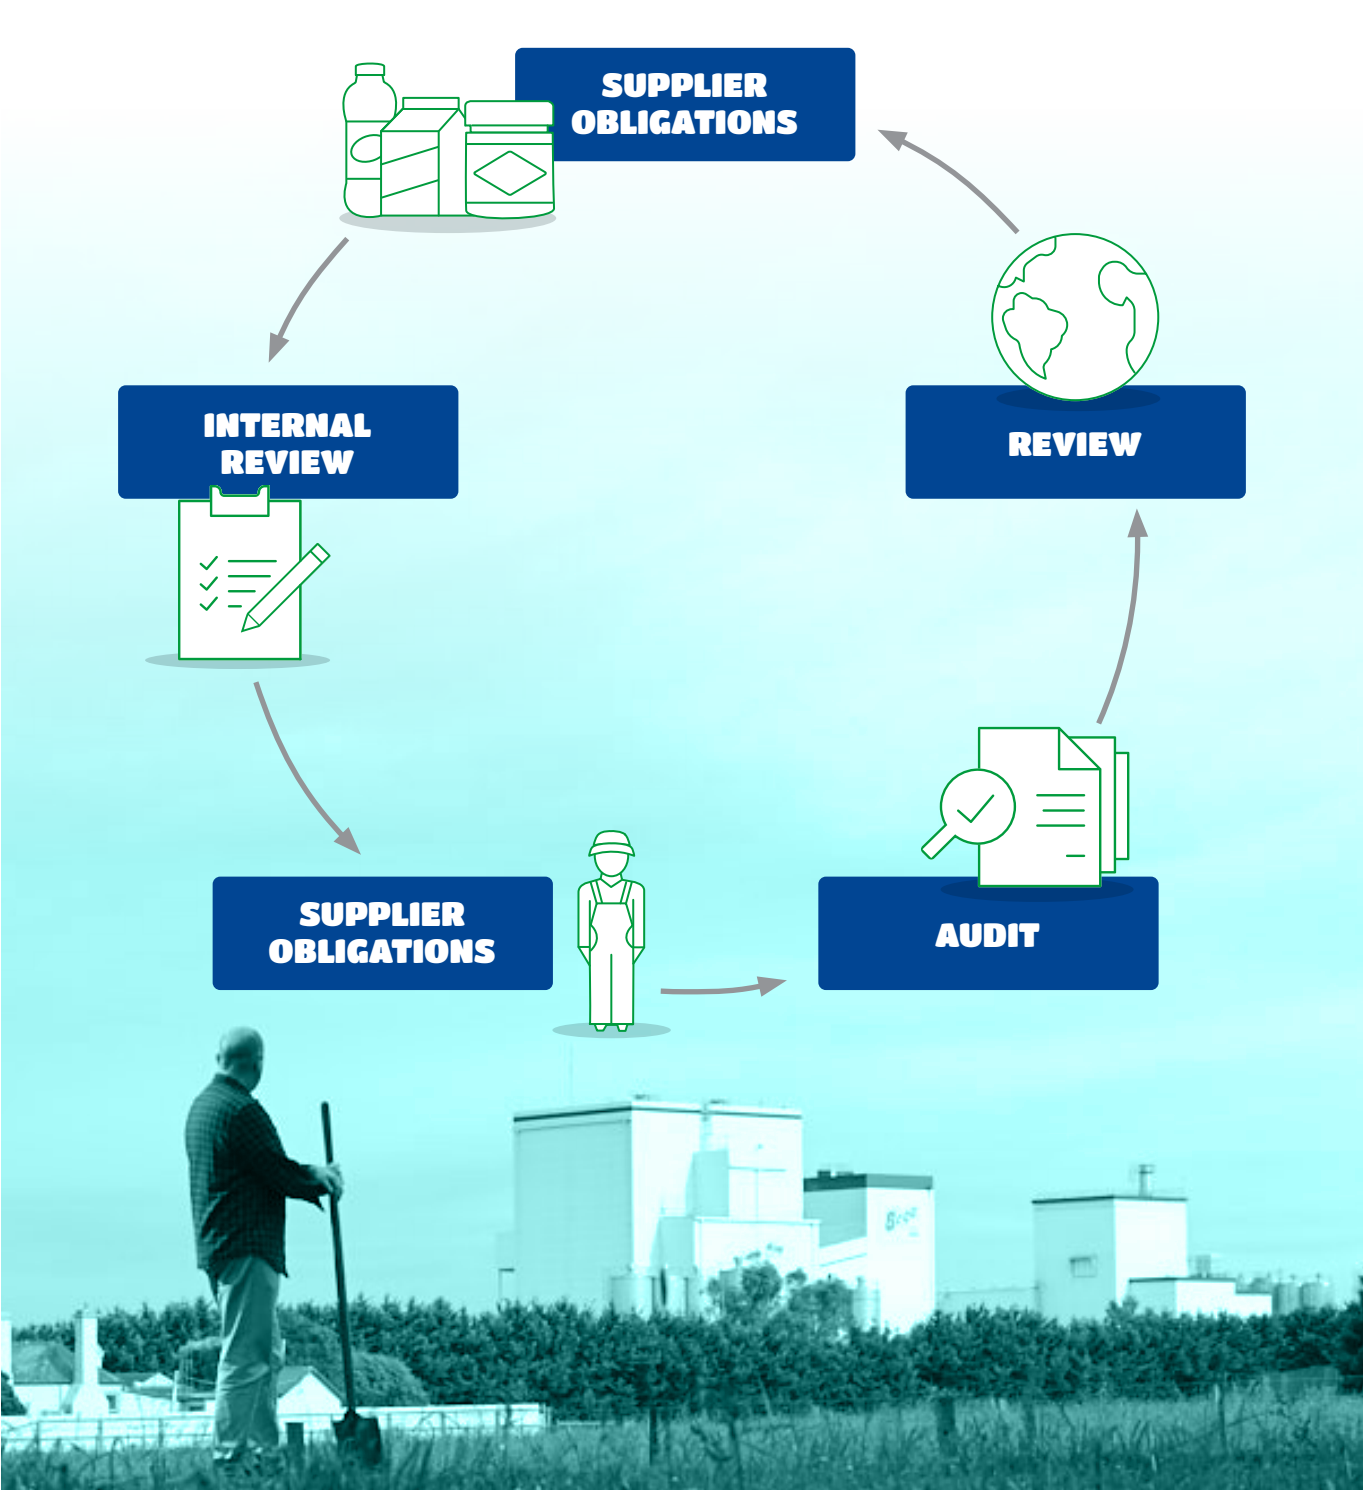 SUPPLIER
OBLIGATIONS
INTERNAL
REVIEW
REVIEW
SUPPLIER
OBLIGATIONS
AUDIT